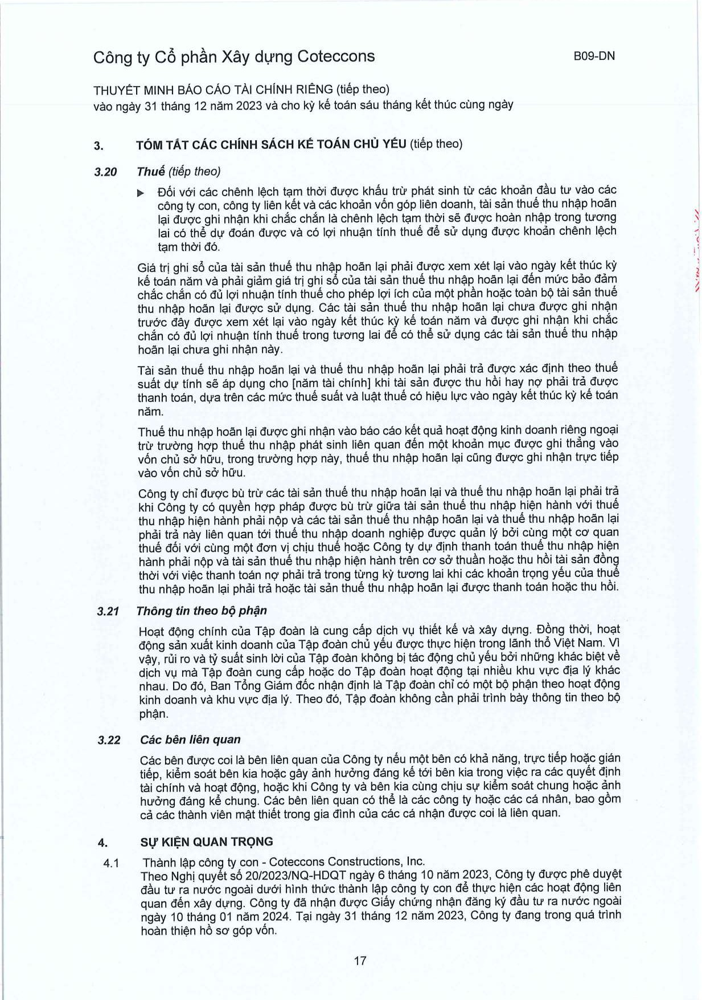 Công ty Cổ phần Xây dựng Coteccons
B09-DN
THUYẾT MINH BÁO CÁO TÀI CHÍNH RIÊNG (tiếp theo)
vào ngày 31 tháng 12 năm 2023 và cho kỳ kế toán sáu tháng kết thúc cùng ngày
3. TÓM TẮT CÁC CHÍNH SÁCH KẾ TOÁN CHỦ YẾU (tiếp theo)
3.20 Thuế (tiếp theo)
► Đối với các chênh lệch tạm thời được khấu trừ phát sinh từ các khoản đầu tư vào các
công ty con, công ty liên kết và các khoản vốn góp liên doanh, tài sản thuế thu nhập hoãn
lại được ghi nhận khi chắc chắn là chênh lệch tạm thời sẽ được hoàn nhập trong tương
lai có thể dự đoán được và có lợi nhuận tính thuế để sử dụng được khoản chênh lệch
tạm thời đó.
Giá trị ghi sổ của tài sản thuế thu nhập hoãn lại phải được xem xét lại vào ngày kết thúc kỳ
kế toán năm và phải giảm giá trị ghi sổ của tài sản thuế thu nhập hoãn lại đến mức bảo đảm
chắc chắn có đủ lợi nhuận tính thuế cho phép lợi ích của một phần hoặc toàn bộ tài sản thuế
thu nhập hoãn lại được sử dụng. Các tài sản thuế thu nhập hoãn lại chưa được ghi nhận
trước đây được xem xét lại vào ngày kết thúc kỳ kế toán năm và được ghi nhận khi chắc
chắn có đủ lợi nhuận tính thuế trong tương lai để có thể sử dụng các tài sản thuế thu nhập
hoãn lại chưa ghi nhận này.
Tài sản thuế thu nhập hoãn lại và thuế thu nhập hoãn lại phải trả được xác định theo thuế
suất dự tính sẽ áp dụng cho [năm tài chính] khi tài sản được thu hồi hay nợ phải trả được
thanh toán, dựa trên các mức thuế suất và luật thuế có hiệu lực vào ngày kết thúc kỳ kế toán
năm.
Thuế thu nhập hoãn lại được ghi nhận vào báo cáo kết quả hoạt động kinh doanh riêng ngoại
trừ trường hợp thuế thu nhập phát sinh liên quan đến một khoản mục được ghi thẳng vào
vốn chủ sở hữu, trong trường hợp này, thuế thu nhập hoãn lại cũng được ghi nhận trực tiếp
vào vốn chủ sở hữu.
Công ty chỉ được bù trừ các tài sản thuế thu nhập hoãn lại và thuế thu nhập hoãn lại phải trả
khi Công ty có quyền hợp pháp được bù trừ giữa tài sản thuế thu nhập hiện hành với thuế
thu nhập hiện hành phải nộp và các tài sản thuế thu nhập hoãn lại và thuế thu nhập hoãn lại
phải trả này liên quan tới thuế thu nhập doanh nghiệp được quản lý bởi cùng một cơ quan
thuế đối với cùng một đơn vị chịu thuế hoặc Công ty dự định thanh toán thuế thu nhập hiện
hành phải nộp và tài sản thuế thu nhập hiện hành trên cơ sở thuần hoặc thu hồi tài sản đồng
thời với việc thanh toán nợ phải trả trong từng kỳ tương lai khi các khoản trọng yếu của thuế
thu nhập hoãn lại phải trả hoặc tài sản thuế thu nhập hoãn lại được thanh toán hoặc thu hồi.
3.21 Thông tin theo bộ phận
Hoạt động chính của Tập đoàn là cung cấp dịch vụ thiết kế và xây dựng. Đồng thời, hoạt
động sản xuất kinh doanh của Tập đoàn chủ yếu được thực hiện trong lãnh thổ Việt Nam. Vì
vậy, rủi ro và tỷ suất sinh lời của Tập đoàn không bị tác động chủ yếu bởi những khác biệt về
dịch vụ mà Tập đoàn cung cấp hoặc do Tập đoàn hoạt động tại nhiều khu vực địa lý khác
nhau. Do đó, Ban Tổng Giám đốc nhận định là Tập đoàn chỉ có một bộ phận theo hoạt động
kinh doanh và khu vực địa lý. Theo đó, Tập đoàn không cần phải trình bày thông tin theo bộ
phận.
3.22 Các bên liên quan
Các bên được coi là bên liên quan của Công ty nếu một bên có khả năng, trực tiếp hoặc gián
tiếp, kiểm soát bên kia hoặc gây ảnh hưởng đáng kể tới bên kia trong việc ra các quyết định
tài chính và hoạt động, hoặc khi Công ty và bên kia cùng chịu sự kiểm soát chung hoặc ảnh
hưởng đáng kể chung. Các bên liên quan có thể là các công ty hoặc các cá nhân, bao gồm
cả các thành viên mật thiết trong gia đình của các cá nhận được coi là liên quan.
4. SỰ KIỆN QUAN TRỌNG
4.1 Thành lập công ty con - Coteccons Constructions, Inc.
Theo Nghị quyết số 20/2023/NQ-HDQT ngày 6 tháng 10 năm 2023, Công ty được phê duyệt
đầu tư ra nước ngoài dưới hình thức thành lập công ty con để thực hiện các hoạt động liên
quan đến xây dựng. Công ty đã nhận được Giấy chứng nhận đăng ký đầu tư ra nước ngoài
ngày 10 tháng 01 năm 2024. Tại ngày 31 tháng 12 năm 2023, Công ty đang trong quá trình
hoàn thiện hồ sơ góp vốn.
17